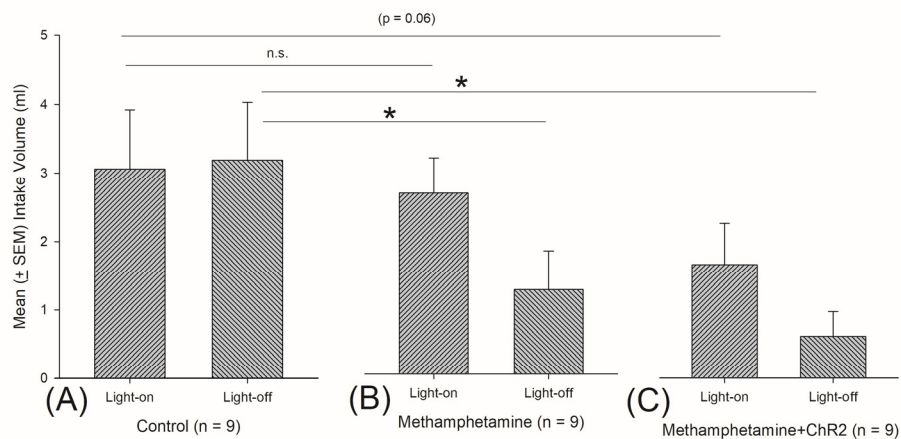 (p = 0.06)
n.s.
*
*
Mean (+ SEM) Intake Volume (ml)
5
4
3
2
1
0
(A) Light-on Light-off
Control (n = 9)
(B) Light-on Light-off
Methamphetamine (n = 9)
(C) Light-on Light-off
Methamphetamine+ChR2 (n = 9)